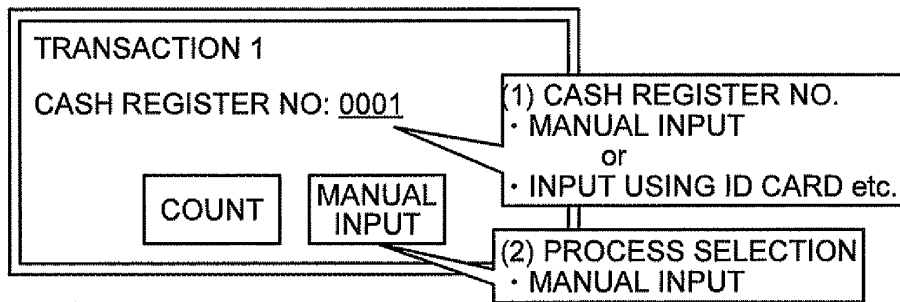 TRANSACTION 1
CASH REGISTER NO: 0001
COUNT
MANUAL
INPUT
(1) CASH REGISTER NO.
・MANUAL INPUT
or
・INPUT USING ID CARD etc.
(2) PROCESS SELECTION
・MANUAL INPUT